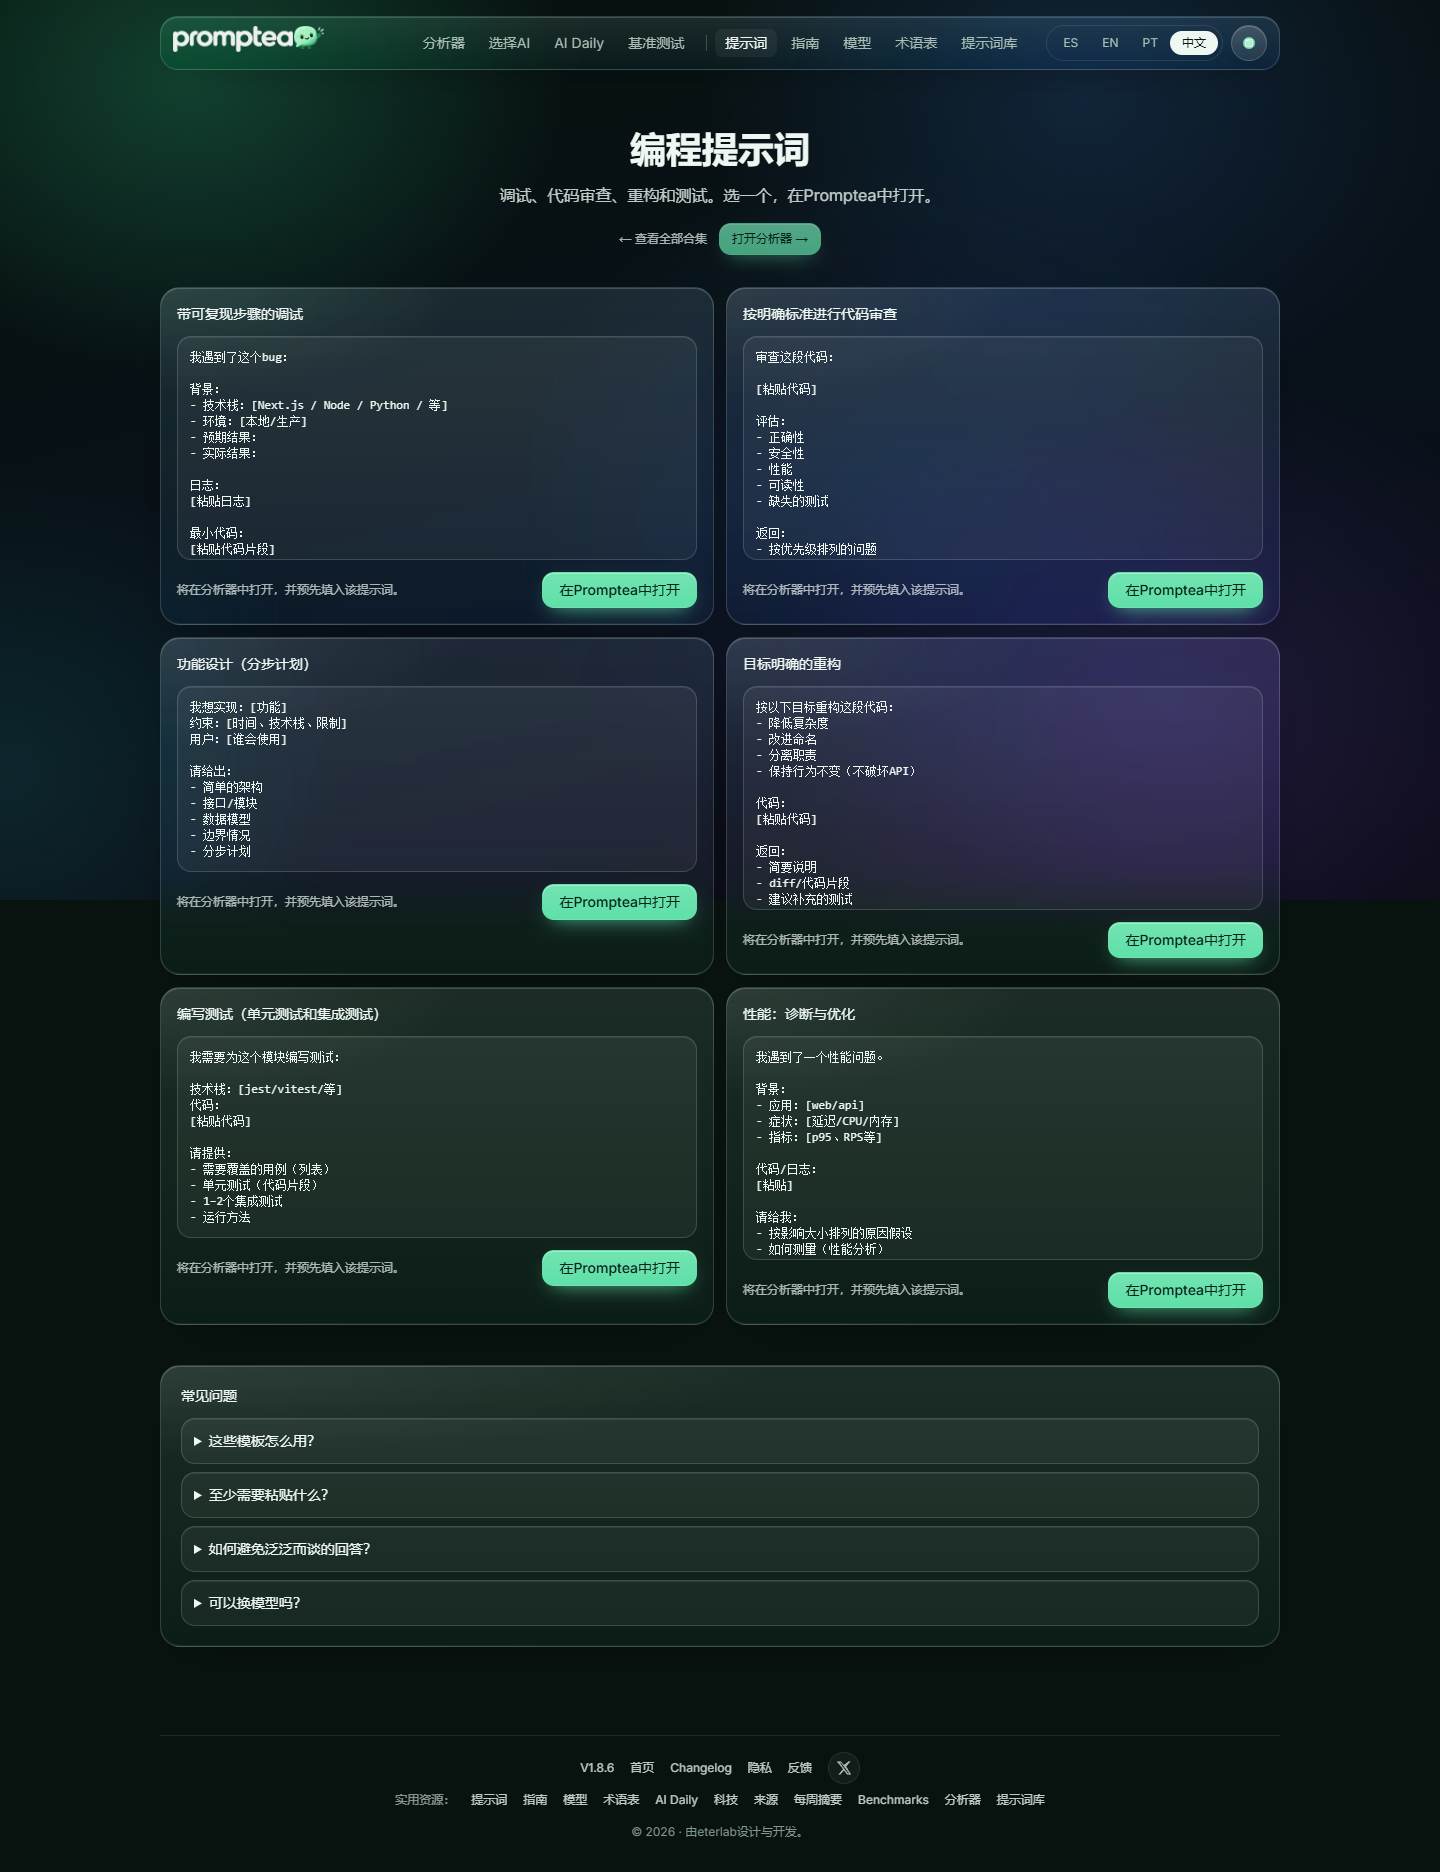 promptea
分析器 选择AI AI Daily 基准测试 提示词 指南 模型 术语表 提示词库 ES EN PT 中文
编程提示词
调试、代码审查、重构和测试。选一个，在Promptea中打开。
← 查看全部合集 打开分析器 →
带可复现步骤的调试
我遇到了这个bug：
背景：
- 技术栈：[Next.js / Node / Python / 等]
- 环境：[本地/生产]
- 预期结果：
- 实际结果：
日志：
[粘贴日志]
最小代码：
[粘贴代码片段]
将在分析器中打开，并预先填入该提示词。 在Promptea中打开
按明确标准进行代码审查
审查这段代码：
[粘贴代码]
评估：
- 正确性
- 安全性
- 性能
- 可读性
- 缺失的测试
返回：
- 按优先级排列的问题
将在分析器中打开，并预先填入该提示词。 在Promptea中打开
功能设计（分步计划）
我想实现：[功能]
约束：[时间、技术栈、限制]
用户：[谁会使用]
请给出：
- 简单的架构
- 接口/模块
- 数据模型
- 边界情况
- 分步计划
将在分析器中打开，并预先填入该提示词。 在Promptea中打开
目标明确的重构
按以下目标重构这段代码：
- 降低复杂度
- 改进命名
- 分离职责
- 保持行为不变（不破坏API）
代码：
[粘贴代码]
返回：
- 简要说明
- diff/代码片段
- 建议补充的测试
将在分析器中打开，并预先填入该提示词。 在Promptea中打开
编写测试（单元测试和集成测试）
我需要为这个模块编写测试：
技术栈：[jest/vitest/等]
代码：
[粘贴代码]
请提供：
- 需要覆盖的用例（列表）
- 单元测试（代码片段）
- 1-2个集成测试
- 运行方法
将在分析器中打开，并预先填入该提示词。 在Promptea中打开
性能：诊断与优化
我遇到了一个性能问题。
背景：
- 应用：[web/api]
- 症状：[延迟/CPU/内存]
- 指标：[p95、RPS等]
代码/日志：
[粘贴]
请给我：
- 按影响大小排列的原因假设
- 如何测量（性能分析）
将在分析器中打开，并预先填入该提示词。 在Promptea中打开
常见问题
▶ 这些模板怎么用？
▶ 至少需要粘贴什么？
▶ 如何避免泛泛而谈的回答？
▶ 可以换模型吗？
V1.8.6 首页 Changelog 隐私 反馈 X
实用资源： 提示词 指南 模型 术语表 AI Daily 科技 来源 每周摘要 Benchmarks 分析器 提示词库
© 2026 · 由eterlab设计与开发。